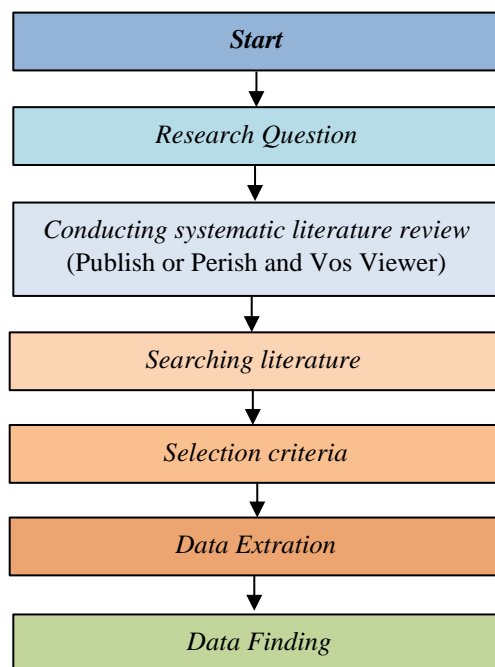 Start
Research Question
Conducting systematic literature review
(Publish or Perish and Vos Viewer)
Searching literature
Selection criteria
Data Extration
Data Finding